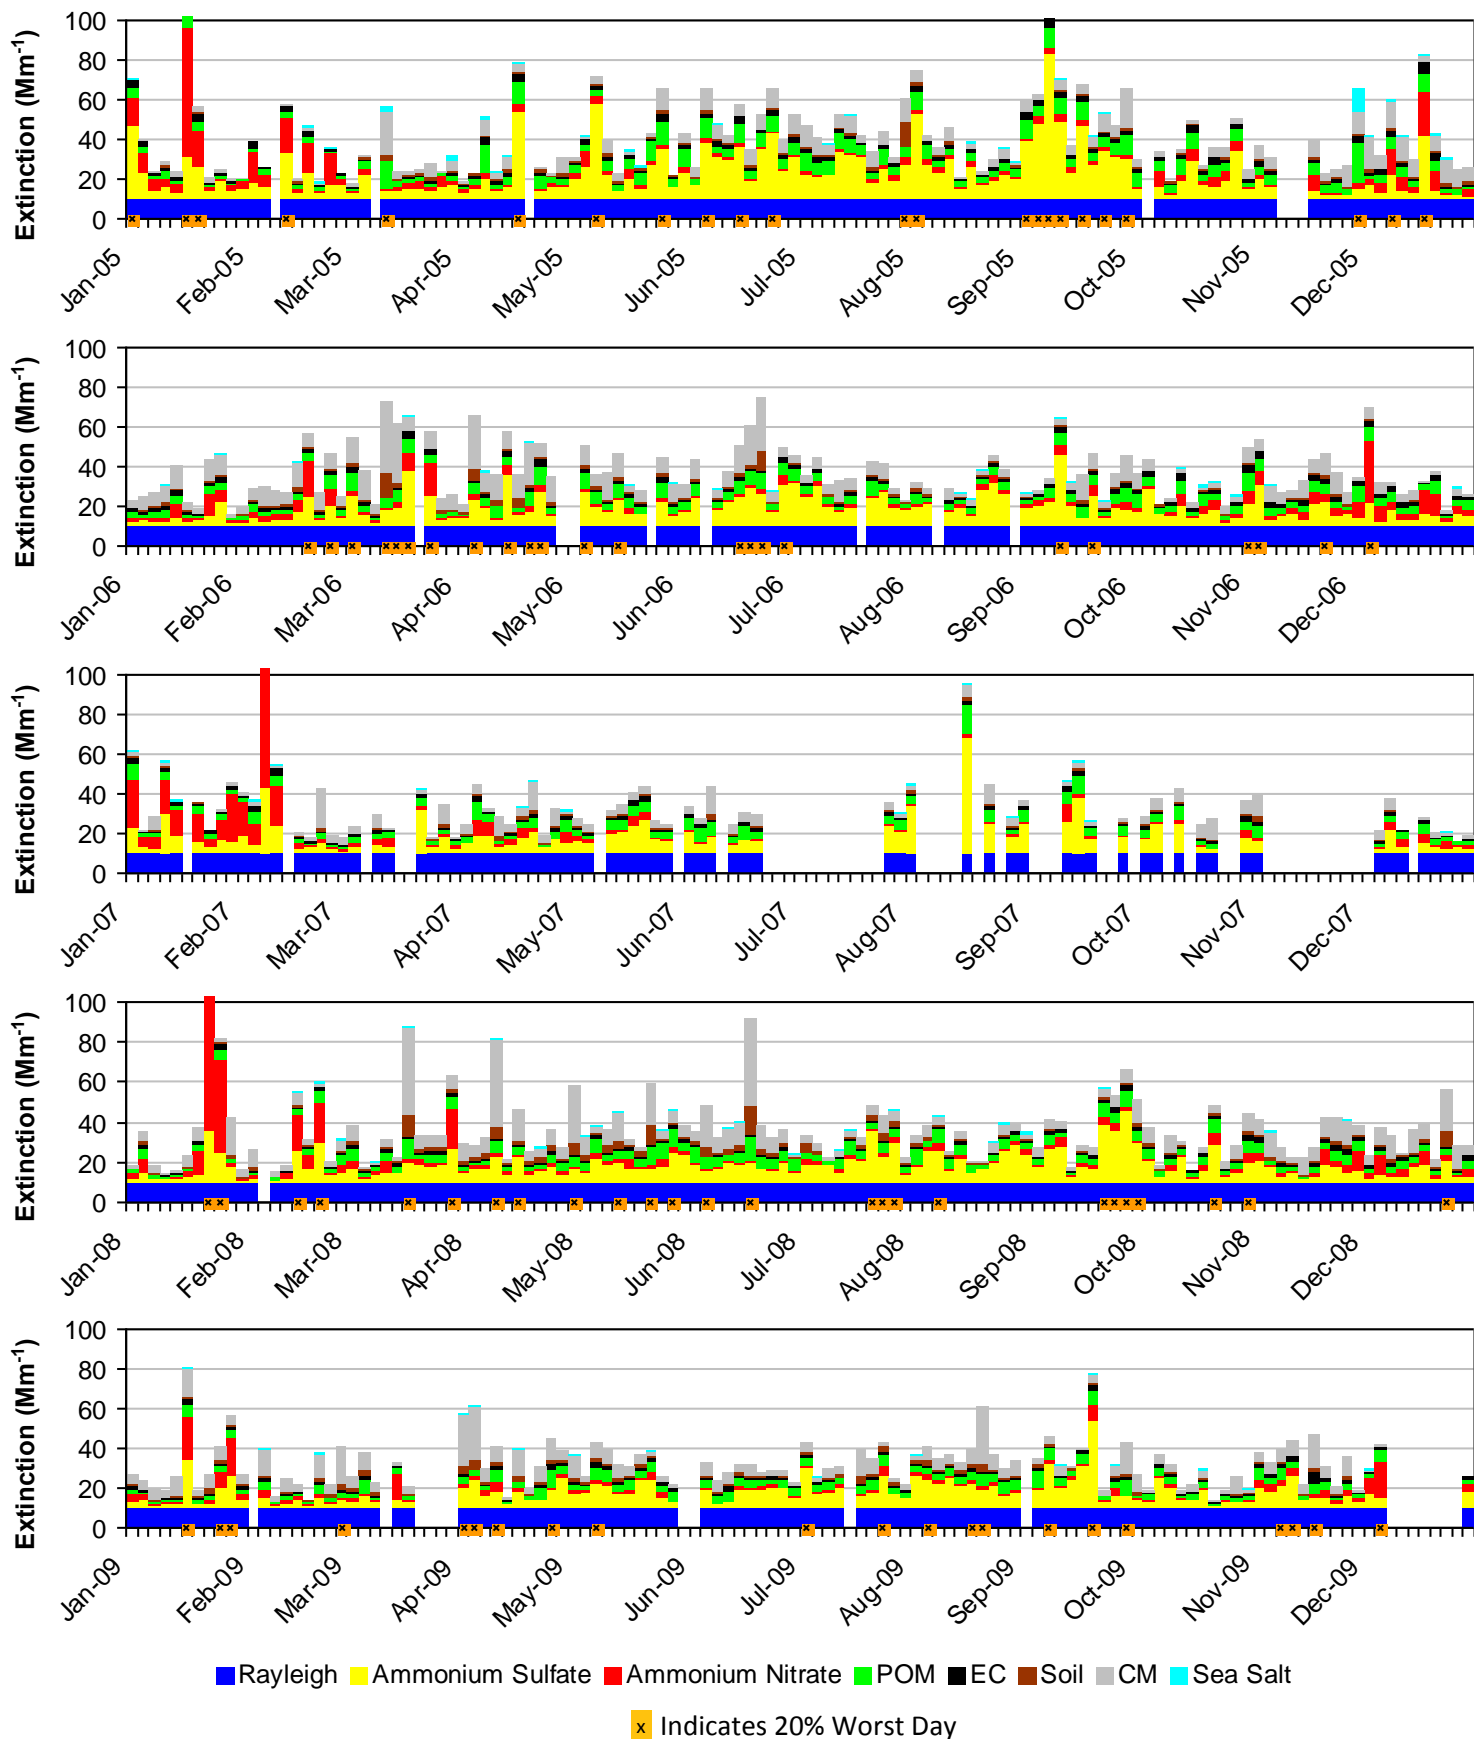 Extinction (Mm-1)
100
80
60
40
20
0
Jan-05 Feb-05 Mar-05 Apr-05 May-05 Jun-05 Jul-05 Aug-05 Sep-05 Oct-05 Nov-05 Dec-05
Extinction (Mm-1)
100
80
60
40
20
0
Jan-06 Feb-06 Mar-06 Apr-06 May-06 Jun-06 Jul-06 Aug-06 Sep-06 Oct-06 Nov-06 Dec-06
Extinction (Mm-1)
100
80
60
40
20
0
Jan-07 Feb-07 Mar-07 Apr-07 May-07 Jun-07 Jul-07 Aug-07 Sep-07 Oct-07 Nov-07 Dec-07
Extinction (Mm-1)
100
80
60
40
20
0
Jan-08 Feb-08 Mar-08 Apr-08 May-08 Jun-08 Jul-08 Aug-08 Sep-08 Oct-08 Nov-08 Dec-08
Extinction (Mm-1)
100
80
60
40
20
0
Jan-09 Feb-09 Mar-09 Apr-09 May-09 Jun-09 Jul-09 Aug-09 Sep-09 Oct-09 Nov-09 Dec-09
Rayleigh Ammonium Sulfate Ammonium Nitrate POM EC Soil CM Sea Salt
x Indicates 20% Worst Day